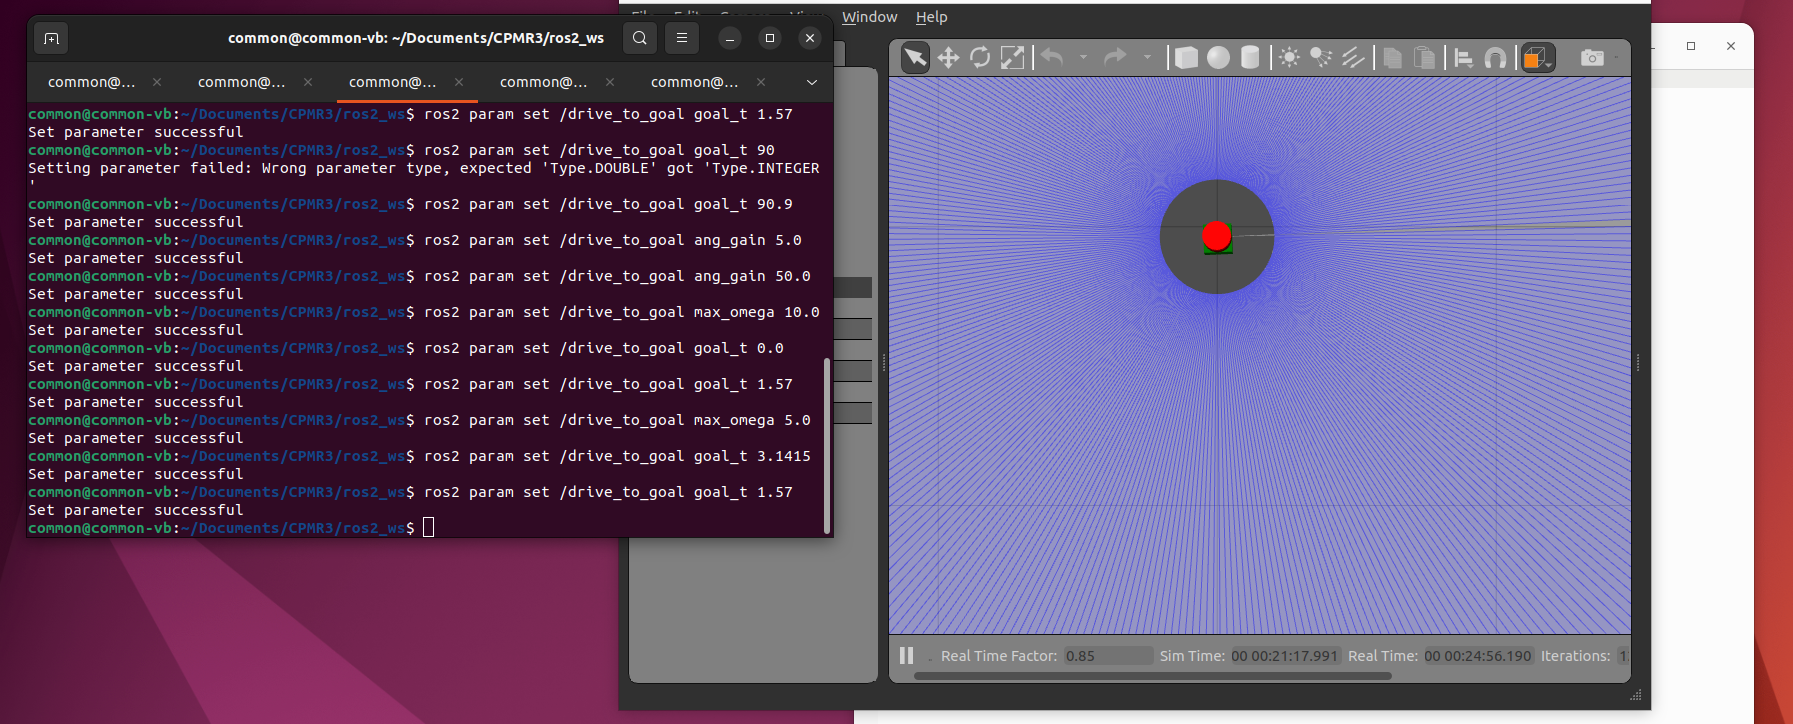 common@common-vb: ~/Documents/CPMR3/ros2_ws
common@... common@... common@... common@... common@...
common@common-vb:~/Documents/CPMR3/ros2_ws$ ros2 param set /drive_to_goal goal_t 1.57
Set parameter successful
common@common-vb:~/Documents/CPMR3/ros2_ws$ ros2 param set /drive_to_goal goal_t 90
Setting parameter failed: Wrong parameter type, expected 'Type.DOUBLE' got 'Type.INTEGER
'
common@common-vb:~/Documents/CPMR3/ros2_ws$ ros2 param set /drive_to_goal goal_t 90.9
Set parameter successful
common@common-vb:~/Documents/CPMR3/ros2_ws$ ros2 param set /drive_to_goal ang_gain 5.0
Set parameter successful
common@common-vb:~/Documents/CPMR3/ros2_ws$ ros2 param set /drive_to_goal ang_gain 50.0
Set parameter successful
common@common-vb:~/Documents/CPMR3/ros2_ws$ ros2 param set /drive_to_goal max_omega 10.0
Set parameter successful
common@common-vb:~/Documents/CPMR3/ros2_ws$ ros2 param set /drive_to_goal goal_t 0.0
Set parameter successful
common@common-vb:~/Documents/CPMR3/ros2_ws$ ros2 param set /drive_to_goal goal_t 1.57
Set parameter successful
common@common-vb:~/Documents/CPMR3/ros2_ws$ ros2 param set /drive_to_goal max_omega 5.0
Set parameter successful
common@common-vb:~/Documents/CPMR3/ros2_ws$ ros2 param set /drive_to_goal goal_t 3.1415
Set parameter successful
common@common-vb:~/Documents/CPMR3/ros2_ws$ ros2 param set /drive_to_goal goal_t 1.57
Set parameter successful
common@common-vb:~/Documents/CPMR3/ros2_ws$
Window Help
Real Time Factor: 0.85 Sim Time: 00 00:21:17.991 Real Time: 00 00:24:56.190 Iterations: